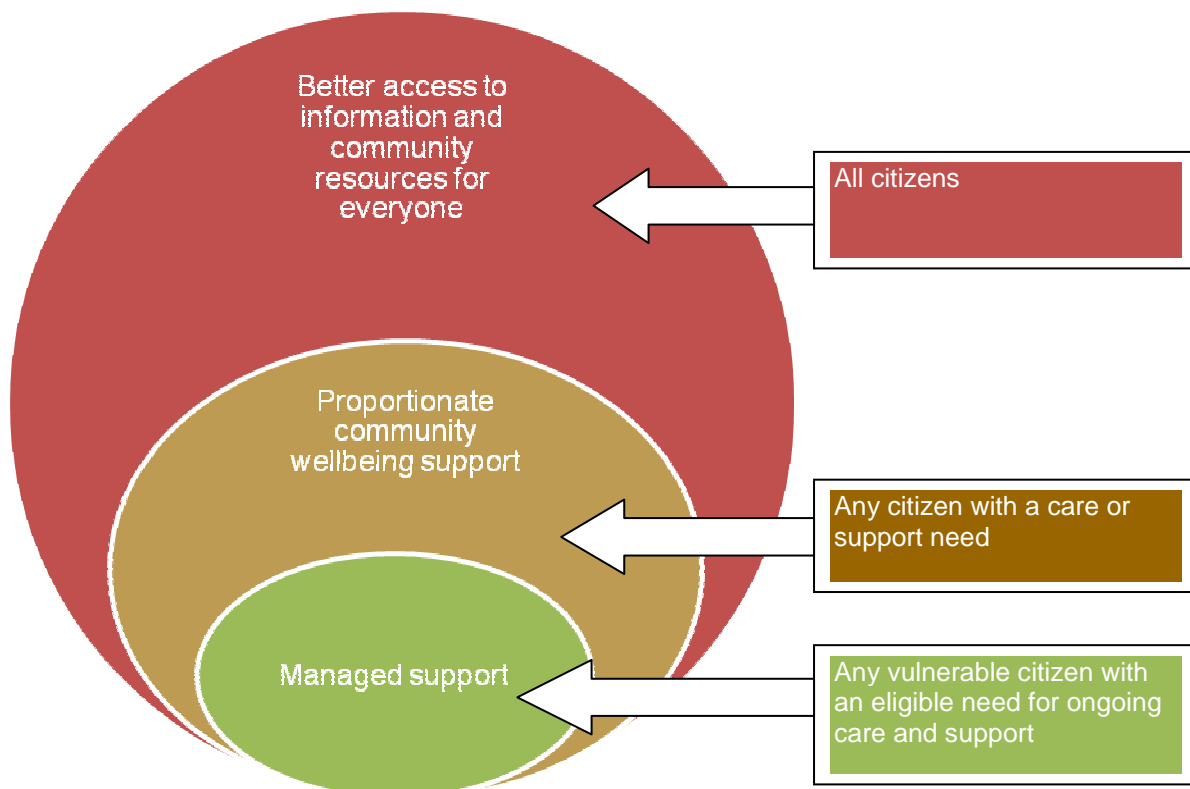 Better access to
information and
community
resources for
everyone
All citizens
Proportionate
community
wellbeing support
Any citizen with a care or
support need
Managed support
Any vulnerable citizen with
an eligible need for ongoing
care and support